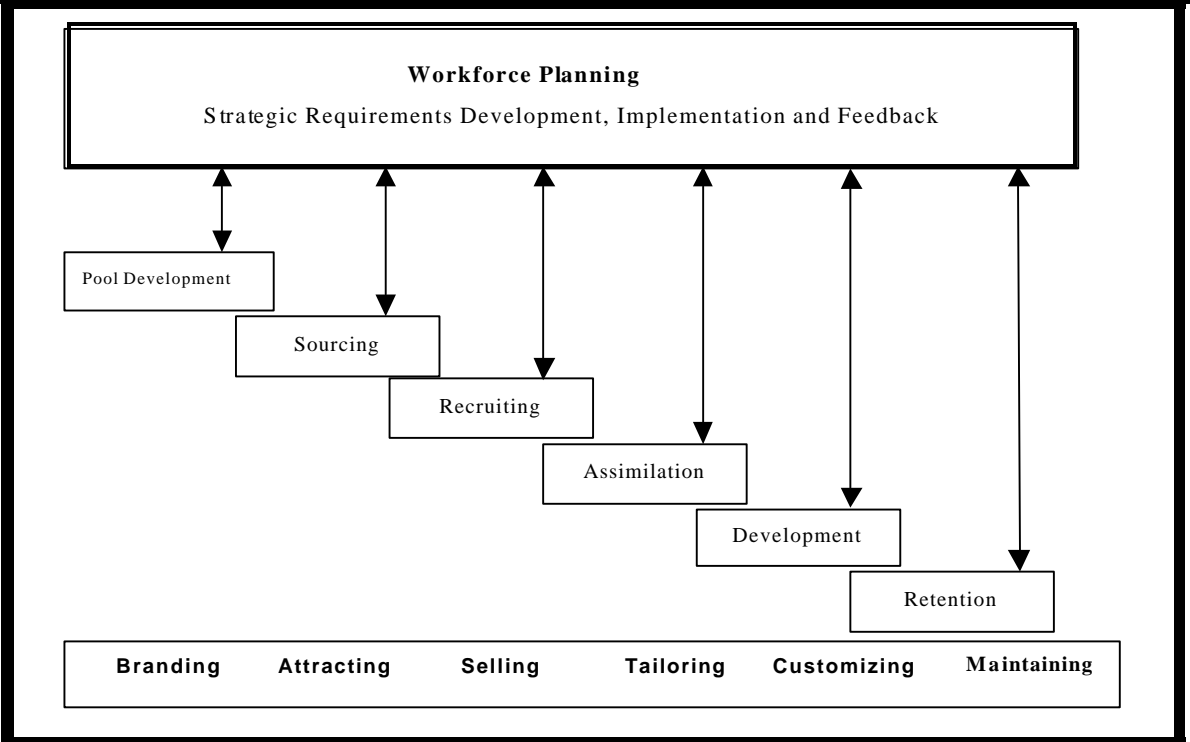 Workforce Planning
Strategic Requirements Development, Implementation and Feedback
Pool Development
Sourcing
Recruiting
Assimilation
Development
Retention
Branding Attracting Selling Tailoring Customizing Maintaining